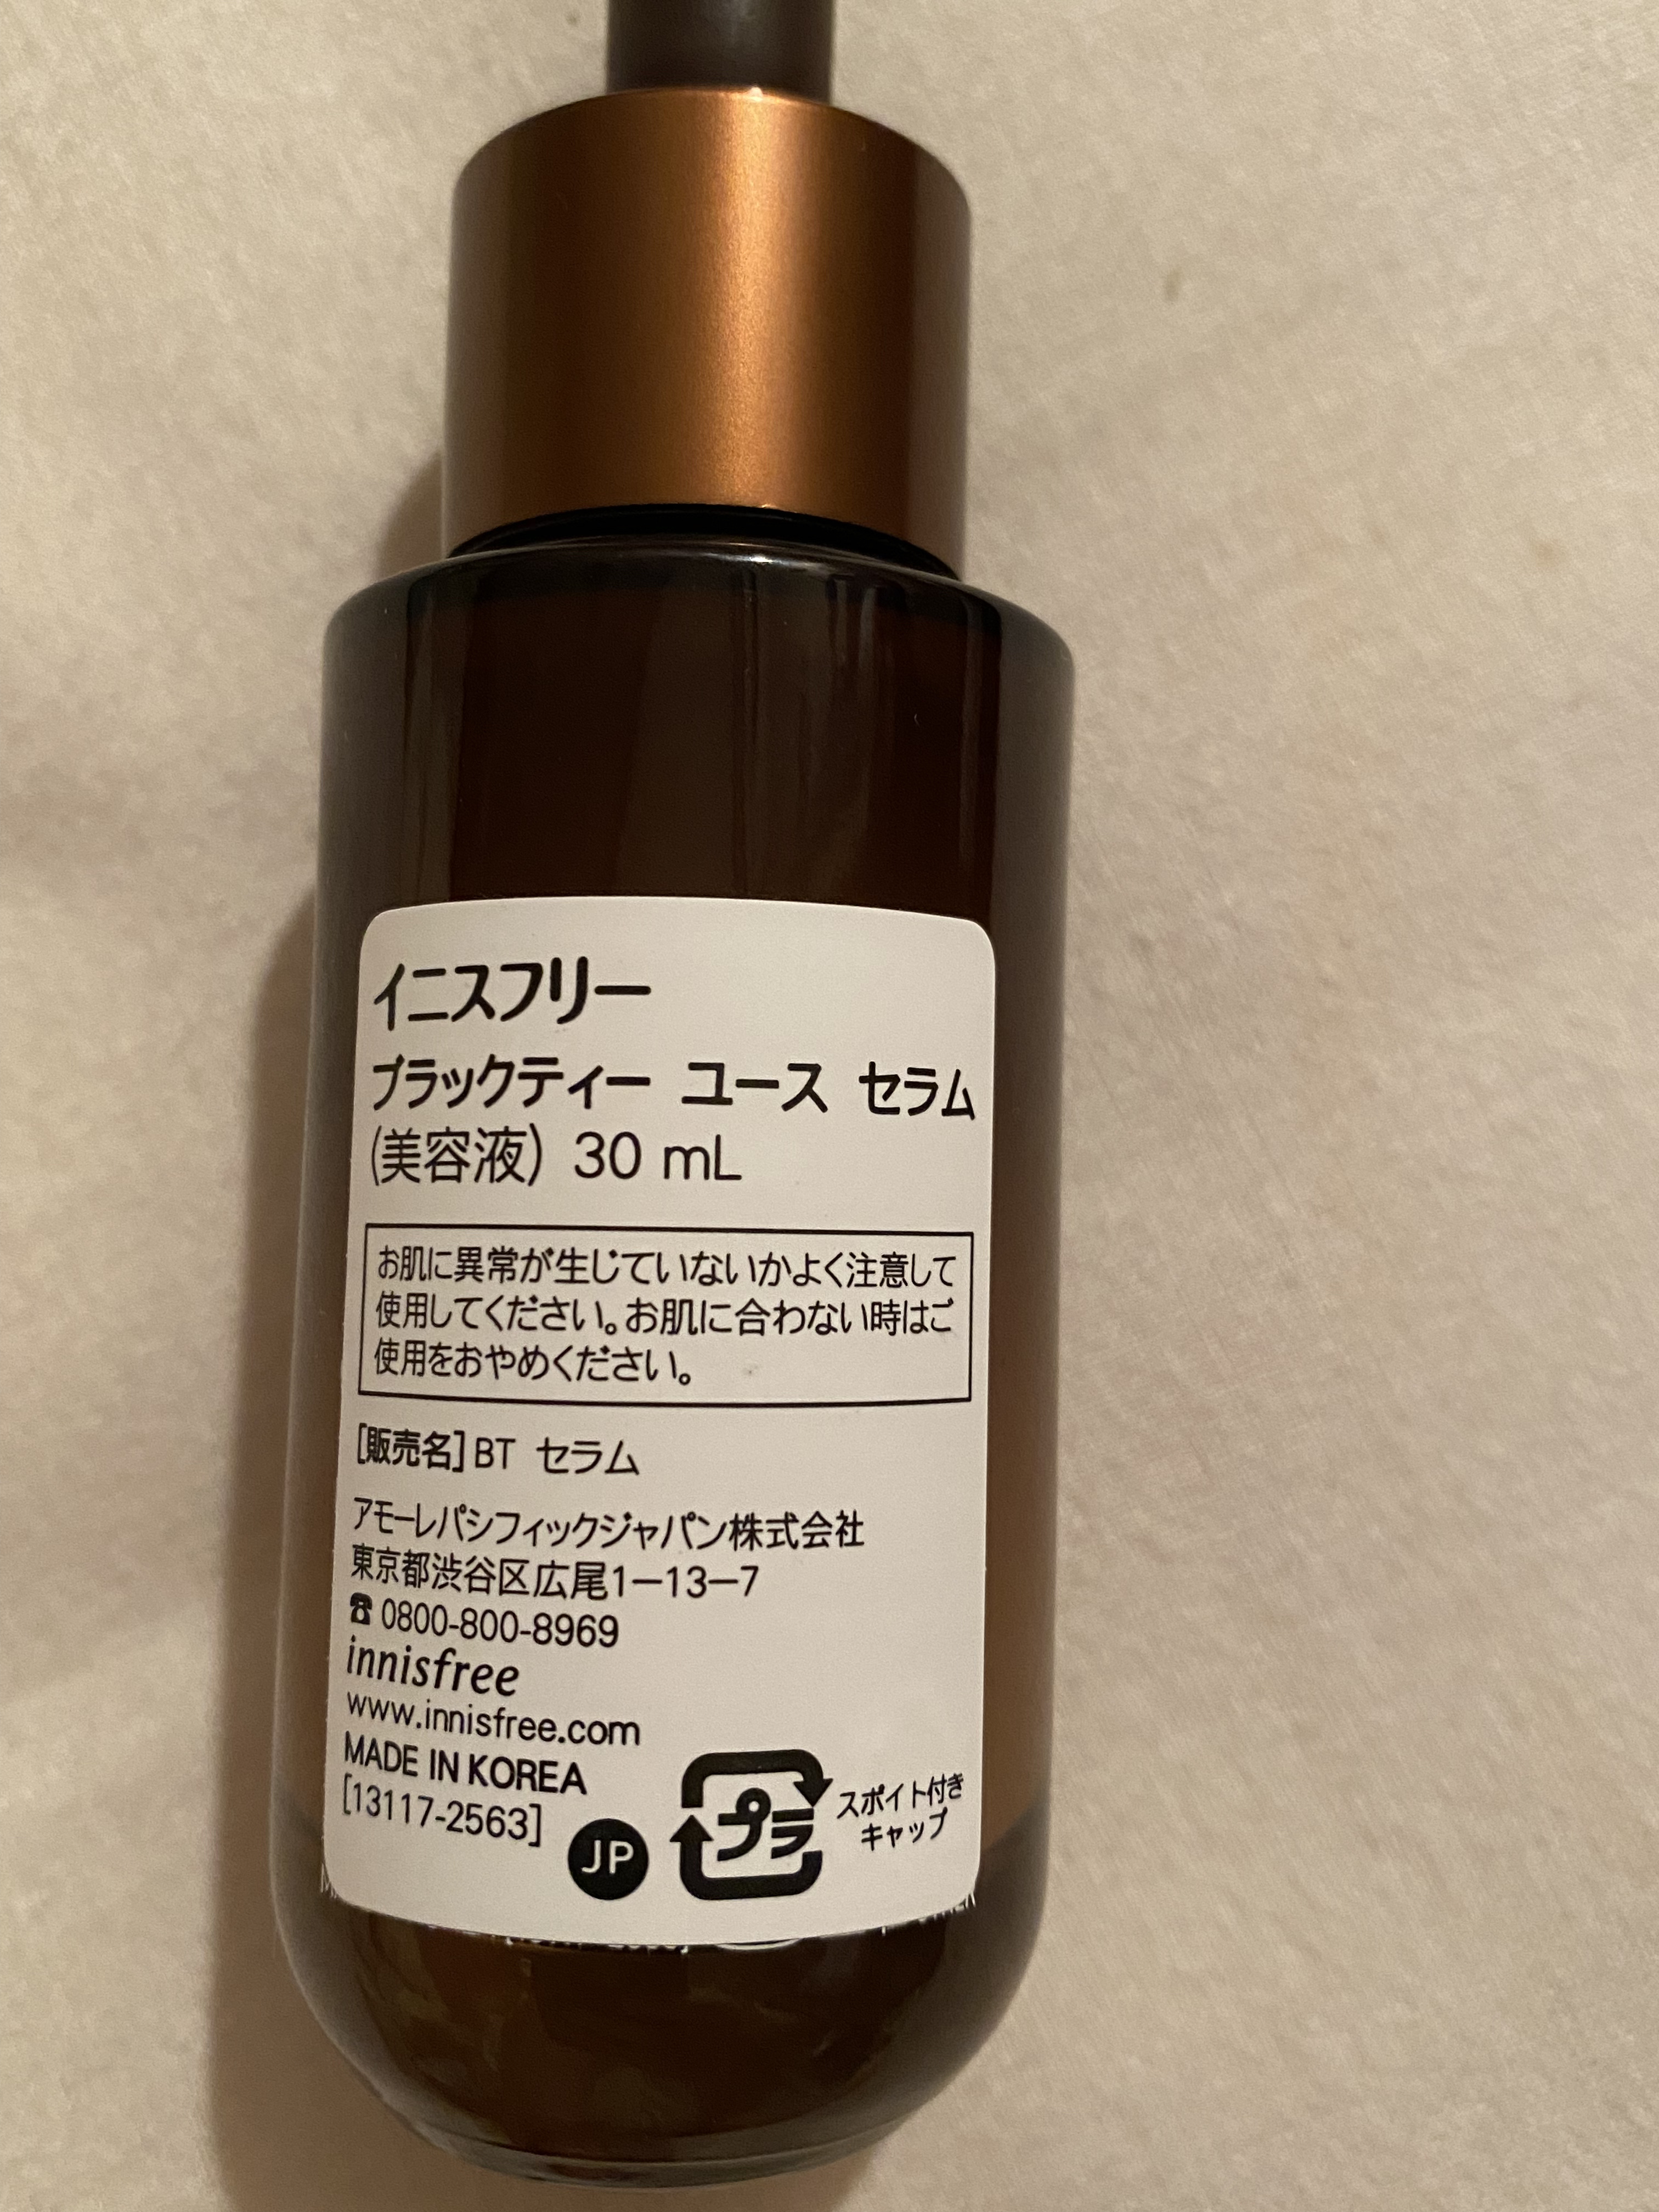 イニスフリー
ブラックティー ユース セラム
(美容液) 30 mL
お肌に異常が生じていないかよく注意して
使用してください。お肌に合わない時はご
使用をおやめください。
[販売名]BT セラム
アモーレパシフィックジャパン株式会社
東京都渋谷区広尾1ー13ー7
☎0800-800-8969
innisfree
www.innisfree.com
MADE IN KOREA
[13117-2563]
JP
プラ
スポイト付き
キャップ